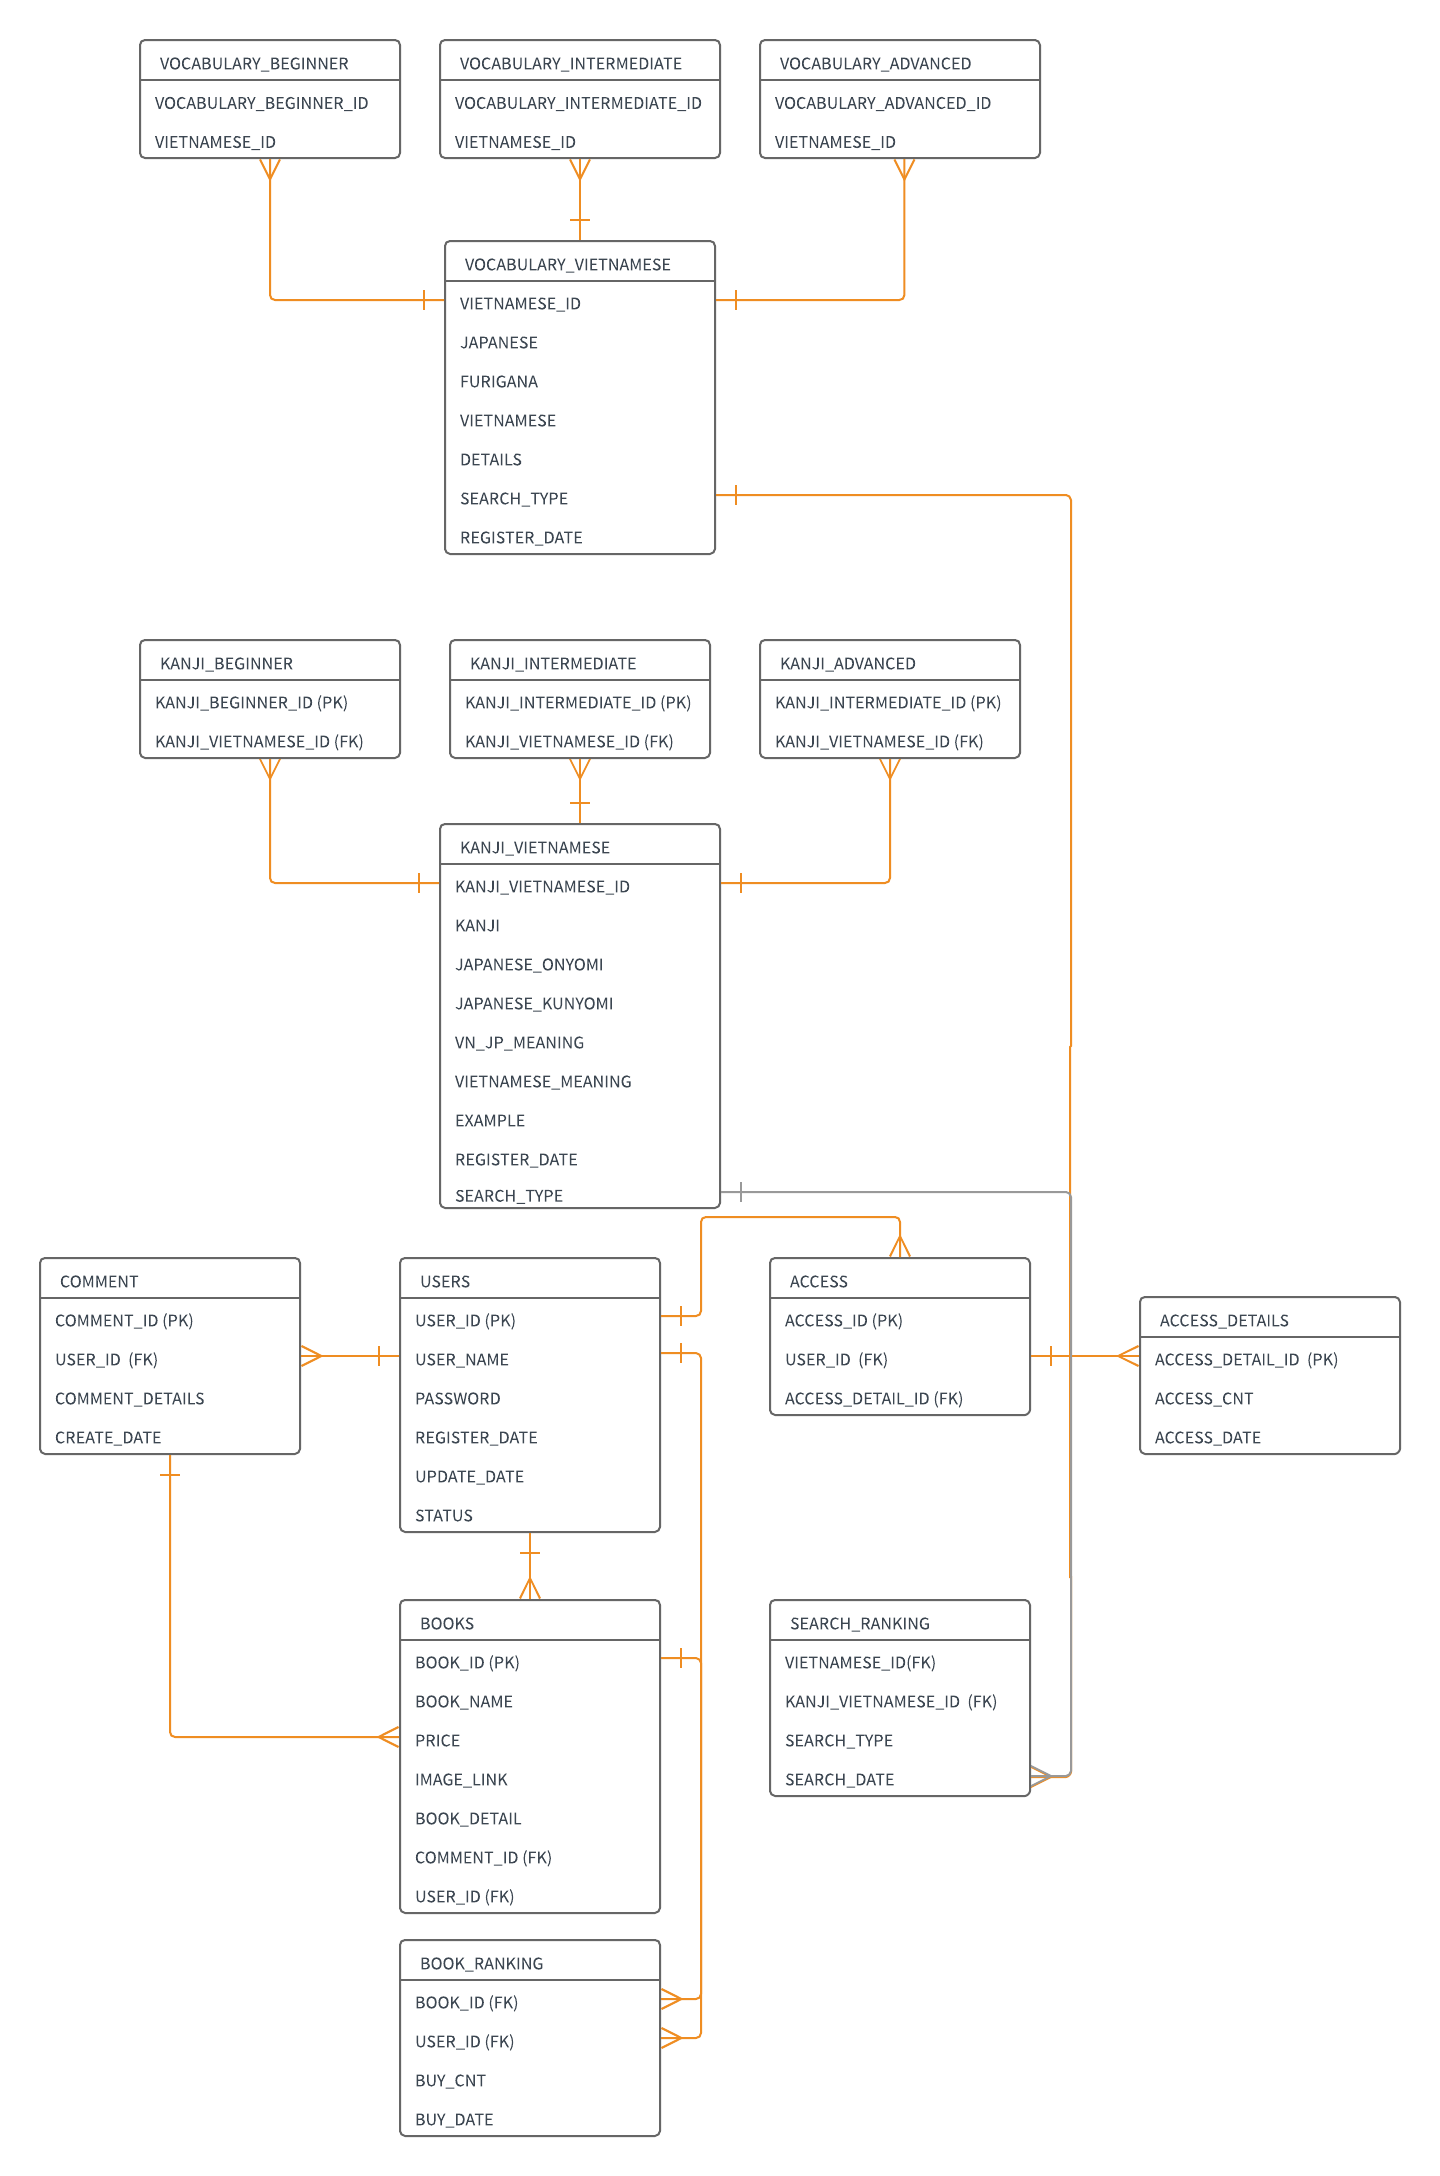 VOCABULARY_BEGINNER
VOCABULARY_BEGINNER_ID
VIETNAMESE_ID
VOCABULARY_INTERMEDIATE
VOCABULARY_INTERMEDIATE_ID
VIETNAMESE_ID
VOCABULARY_ADVANCED
VOCABULARY_ADVANCED_ID
VIETNAMESE_ID
VOCABULARY_VIETNAMESE
VIETNAMESE_ID
JAPANESE
FURIGANA
VIETNAMESE
DETAILS
SEARCH_TYPE
REGISTER_DATE
KANJI_BEGINNER
KANJI_BEGINNER_ID (PK)
KANJI_VIETNAMESE_ID (FK)
KANJI_INTERMEDIATE
KANJI_INTERMEDIATE_ID (PK)
KANJI_VIETNAMESE_ID (FK)
KANJI_ADVANCED
KANJI_INTERMEDIATE_ID (PK)
KANJI_VIETNAMESE_ID (FK)
KANJI_VIETNAMESE
KANJI_VIETNAMESE_ID
KANJI
JAPANESE_ONYOMI
JAPANESE_KUNYOMI
VN_JP_MEANING
VIETNAMESE_MEANING
EXAMPLE
REGISTER_DATE
SEARCH_TYPE
COMMENT
COMMENT_ID (PK)
USER_ID (FK)
COMMENT_DETAILS
CREATE_DATE
USERS
USER_ID (PK)
USER_NAME
PASSWORD
REGISTER_DATE
UPDATE_DATE
STATUS
ACCESS
ACCESS_ID (PK)
USER_ID (FK)
ACCESS_DETAIL_ID (FK)
ACCESS_DETAILS
ACCESS_DETAIL_ID (PK)
ACCESS_CNT
ACCESS_DATE
BOOKS
BOOK_ID (PK)
BOOK_NAME
PRICE
IMAGE_LINK
BOOK_DETAIL
COMMENT_ID (FK)
USER_ID (FK)
SEARCH_RANKING
VIETNAMESE_ID(FK)
KANJI_VIETNAMESE_ID (FK)
SEARCH_TYPE
SEARCH_DATE
BOOK_RANKING
BOOK_ID (FK)
USER_ID (FK)
BUY_CNT
BUY_DATE